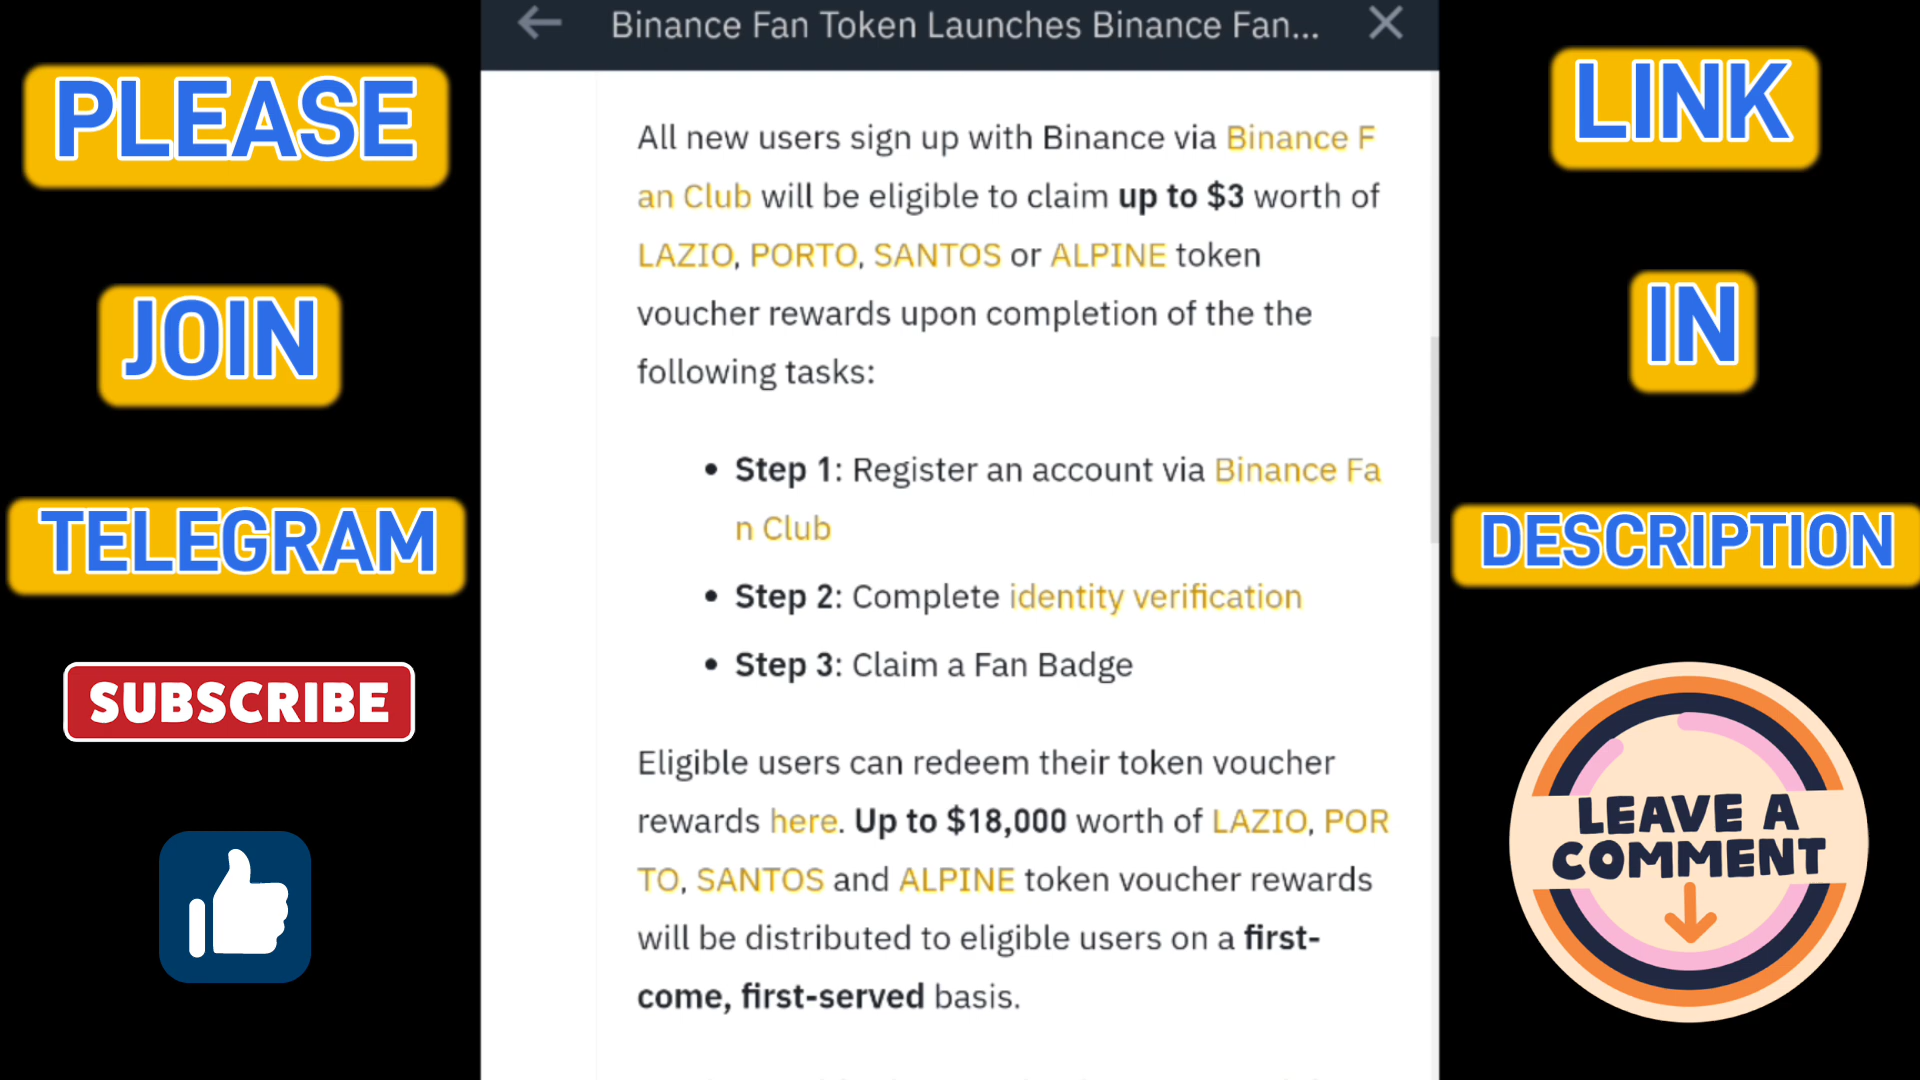 PLEASE
JOIN
TELEGRAM
SUBSCRIBE
Binance Fan Token Launches Binance Fan...
All new users sign up with Binance via Binance F
an Club will be eligible to claim up to $3 worth of
LAZIO, PORTO, SANTOS or ALPINE token
voucher rewards upon completion of the the
following tasks:
• Step 1: Register an account via Binance Fa
n Club
• Step 2: Complete identity verification
• Step 3: Claim a Fan Badge
Eligible users can redeem their token voucher
rewards here. Up to $18,000 worth of LAZIO, POR
TO, SANTOS and ALPINE token voucher rewards
will be distributed to eligible users on a first-
come, first-served basis.
LINK
IN
DESCRIPTION
LEAVE A
COMMENT